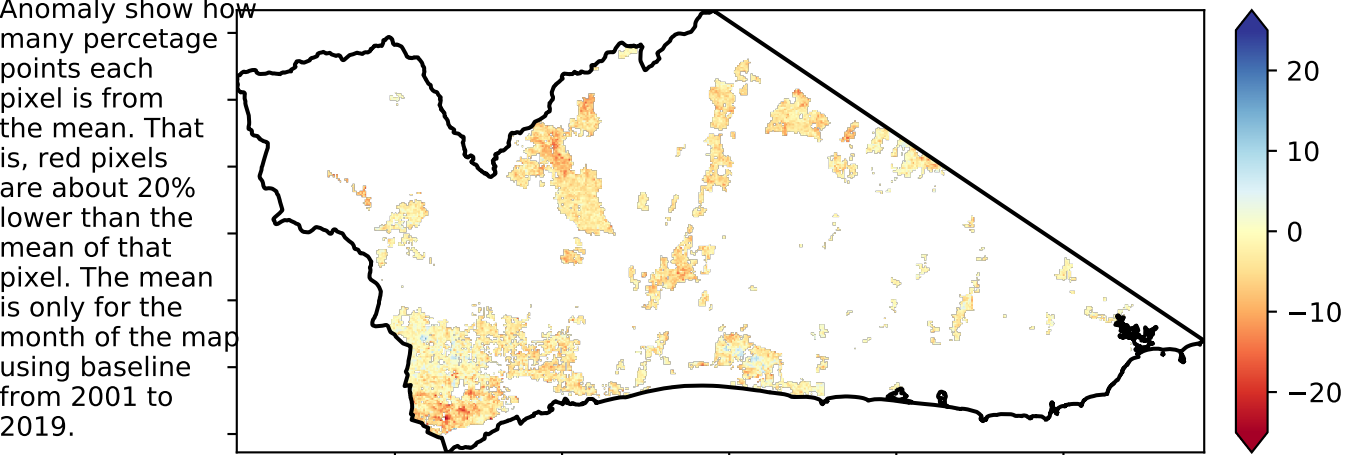 Anomaly show how
many percetage
points each
pixel is from
the mean. That
is, red pixels
are about 20%
lower than the
mean of that
pixel. The mean
is only for the
month of the map
using baseline
from 2001 to
2019.
20
10
0
−10
−20